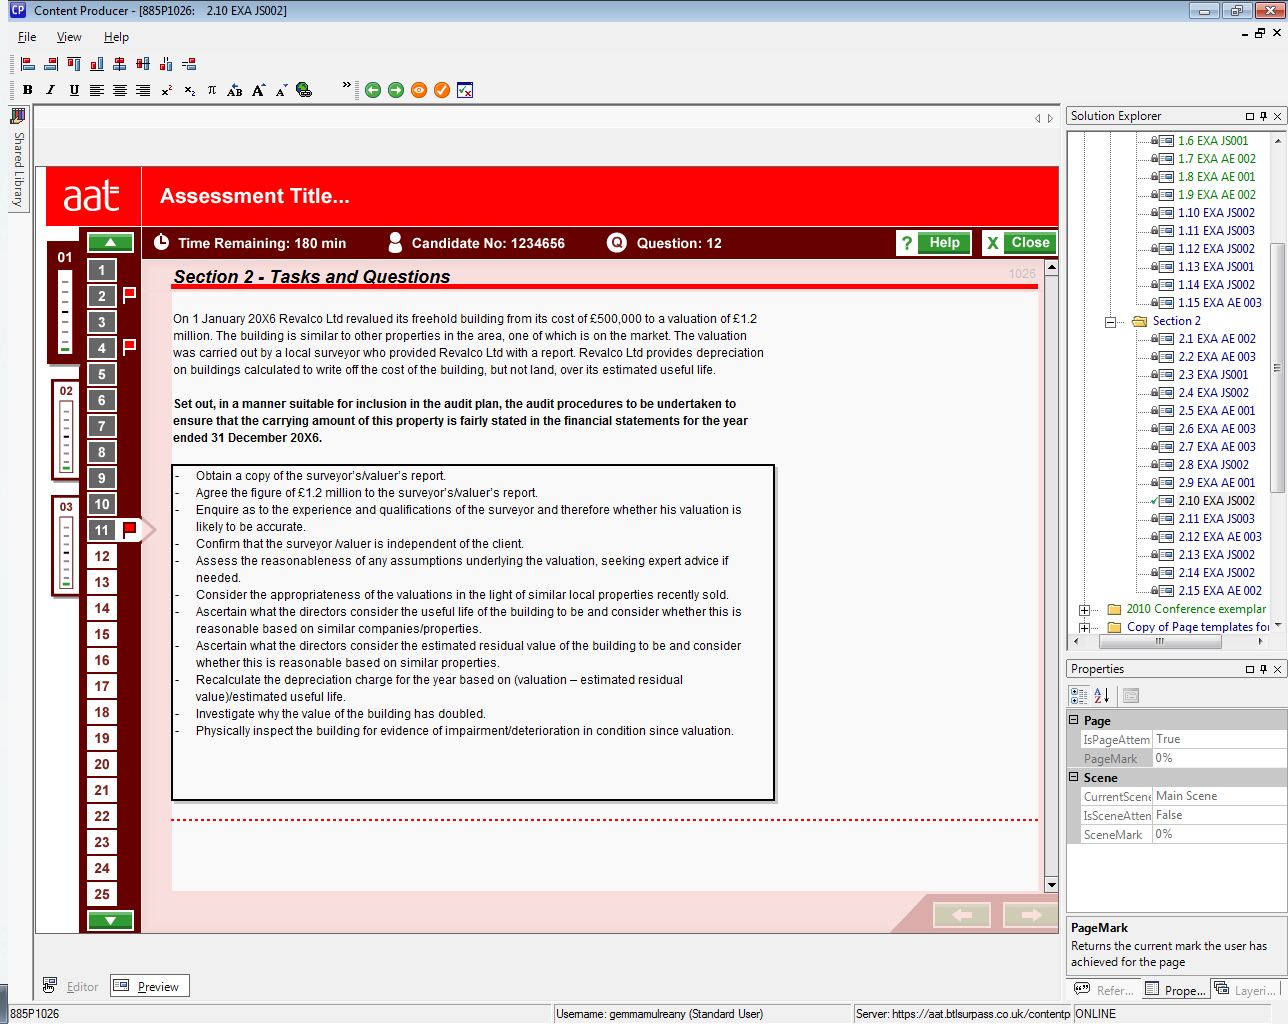 CP Content Producer - [885P1026: 2.10 EXA JS002]
File View Help
B I U
Shared Library
aat
Assessment Title...
Time Remaining: 180 min
Candidate No: 1234656
Q Question: 12
? Help
X Close
01
02
03
1
2
3
4
5
6
7
8
9
10
11
12
13
14
15
16
17
18
19
20
21
22
23
24
25
Section 2 - Tasks and Questions
1026
On 1 January 20X6 Revalco Ltd revalued its freehold building from its cost of £500,000 to a valuation of £1.2
million. The building is similar to other properties in the area, one of which is on the market. The valuation
was carried out by a local surveyor who provided Revalco Ltd with a report. Revalco Ltd provides depreciation
on buildings calculated to write off the cost of the building, but not land, over its estimated useful life.
Set out, in a manner suitable for inclusion in the audit plan, the audit procedures to be undertaken to
ensure that the carrying amount of this property is fairly stated in the financial statements for the year
ended 31 December 20X6.
- Obtain a copy of the surveyor's/valuer's report.
- Agree the figure of £1.2 million to the surveyor's/valuer's report.
- Enquire as to the experience and qualifications of the surveyor and therefore whether his valuation is
likely to be accurate.
- Confirm that the surveyor /valuer is independent of the client.
- Assess the reasonableness of any assumptions underlying the valuation, seeking expert advice if
needed.
- Consider the appropriateness of the valuations in the light of similar local properties recently sold.
- Ascertain what the directors consider the useful life of the building to be and consider whether this is
reasonable based on similar companies/properties.
- Ascertain what the directors consider the estimated residual value of the building to be and consider
whether this is reasonable based on similar properties.
- Recalculate the depreciation charge for the year based on (valuation – estimated residual
value)/estimated useful life.
- Investigate why the value of the building has doubled.
- Physically inspect the building for evidence of impairment/deterioration in condition since valuation.
Editor
Preview
Solution Explorer
1.6 EXA JS001
1.7 EXA AE 002
1.8 EXA AE 001
1.9 EXA AE 002
1.10 EXA JS002
1.11 EXA JS003
1.12 EXA JS002
1.13 EXA JS001
1.14 EXA JS002
1.15 EXA AE 003
Section 2
2.1 EXA AE 002
2.2 EXA AE 003
2.3 EXA JS001
2.4 EXA JS002
2.5 EXA AE 001
2.6 EXA AE 003
2.7 EXA AE 003
2.8 EXA JS002
2.9 EXA AE 001
2.10 EXA JS002
2.11 EXA JS003
2.12 EXA AE 003
2.13 EXA JS002
2.14 EXA JS002
2.15 EXA AE 002
2010 Conference exemplar
Copy of Page templates for
Properties
Page
IsPageAttem True
PageMark 0%
Scene
CurrentScene Main Scene
IsSceneAtten False
SceneMark 0%
PageMark
Returns the current mark the user has
achieved for the page
Refer... Prope... Layeri...
885P1026
Username: gemmamulreany (Standard User)
Server: https://aat.btlsurpass.co.uk/contentp
ONLINE